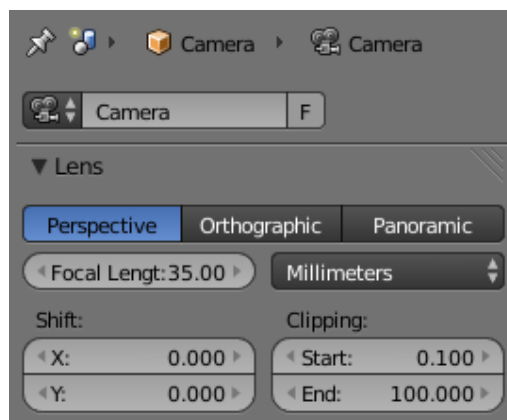 Camera Camera
Camera F
Lens
Perspective Orthographic Panoramic
Focal Lengt:35.00 Millimeters
Shift: Clipping:
X: 0.000 Start: 0.100
Y: 0.000 End: 100.000